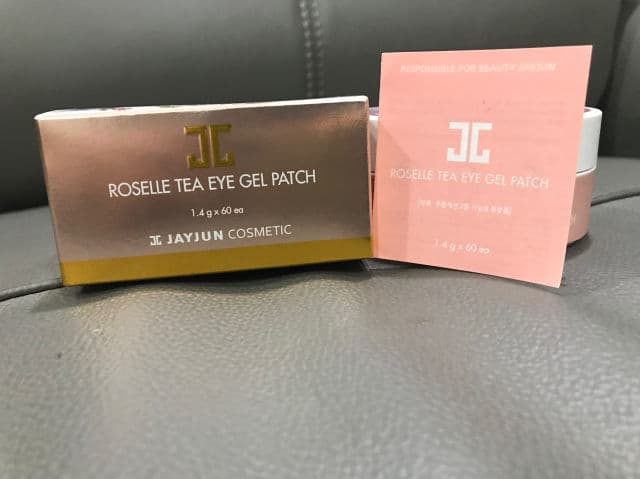 ROSELLE TEA EYE GEL PATCH
1.4 g x 60 ea
JAYJUN COSMETIC
RESPONSIBLE FOR BEAUTY JAYJUN
ROSELLE TEA EYE GEL PATCH
1.4 g x 60 ea